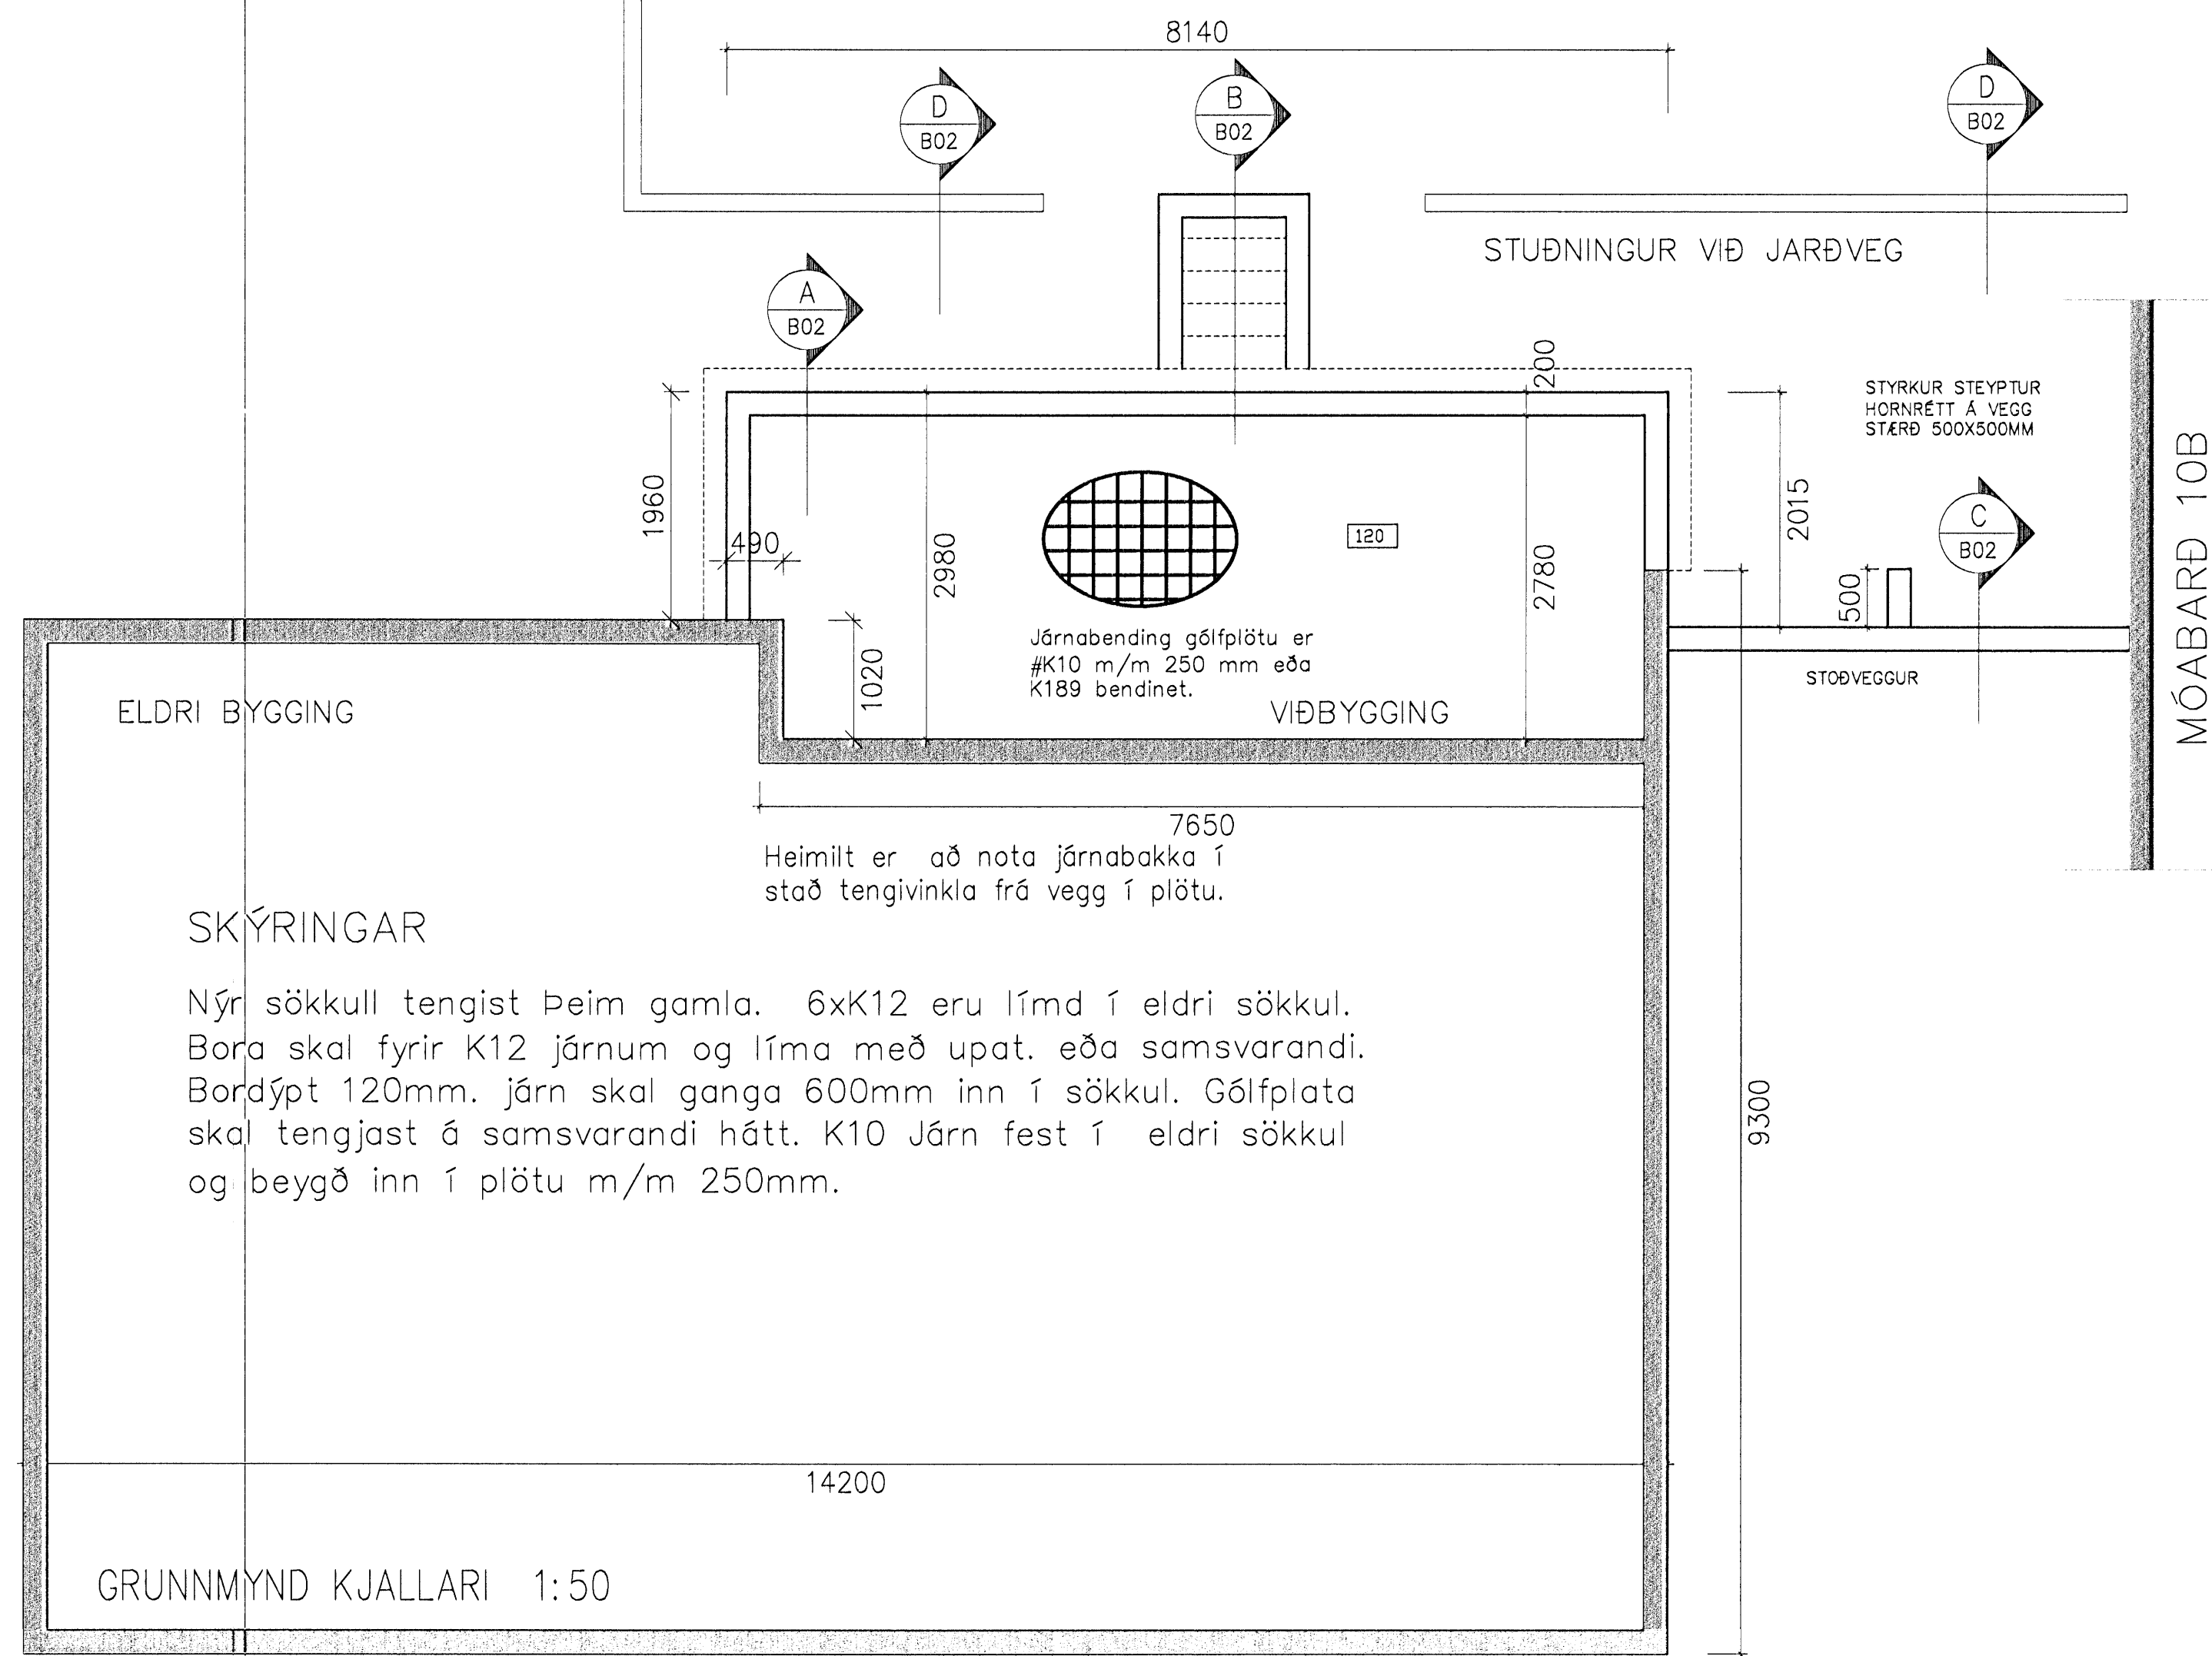 8140
D
B02
B
B02
D
B02
STUÐNINGUR VIÐ JARÐVEG
A
B02
200
STYRKUR STEYPTUR
HORNRÉTT Á VEGG
STÆRÐ 500X500MM
MÓABARÐ 10B
1960
490
2980
120
2780
2015
C
B02
500
Járnabending gólfplötu er
#K10 m/m 250 mm eða
K189 bendinet.
1020
STOÐVEGGUR
ELDRI BYGGING
VIÐBYGGING
7650
Heimilt er að nota járnabakka í
stað tengivinkla frá vegg í plötu.
SKÝRINGAR
Nýr sökkull tengist Þeim gamla. 6xK12 eru límd í eldri sökkul.
Bora skal fyrir K12 járnum og líma með upat. eða samsvarandi.
Bordýpt 120mm. járn skal ganga 600mm inn í sökkul. Gólfplata
skal tengjast á samsvarandi hátt. K10 Járn fest í eldri sökkul
og beygð inn í plötu m/m 250mm.
9300
14200
GRUNNMYND KJALLARI 1:50